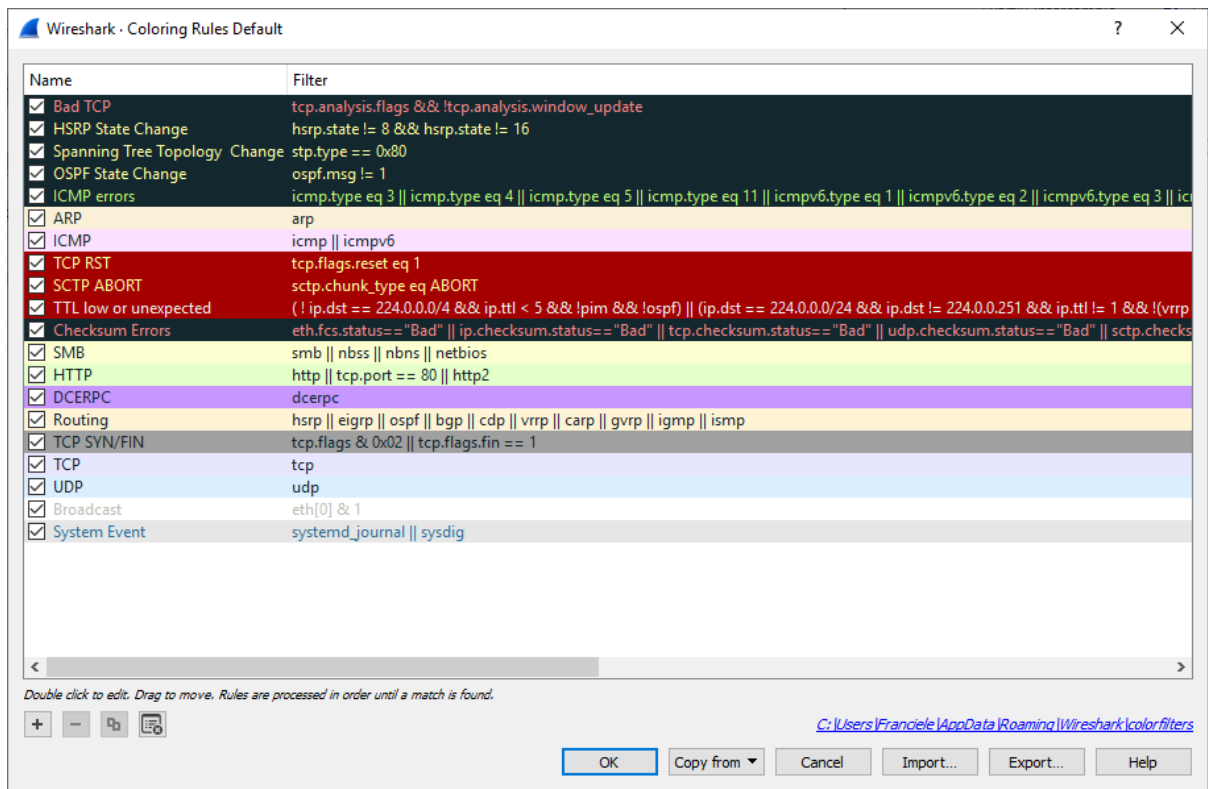 Wireshark · Coloring Rules Default ? ×
Name Filter
Bad TCP tcp.analysis.flags && !tcp.analysis.window_update
HSRP State Change hsrp.state != 8 && hsrp.state != 16
Spanning Tree Topology Change stp.type == 0x80
OSPF State Change ospf.msg != 1
ICMP errors icmp.type eq 3 || icmp.type eq 4 || icmp.type eq 5 || icmp.type eq 11 || icmpv6.type eq 1 || icmpv6.type eq 2 || icmpv6.type eq 3 || ic
ARP arp
ICMP icmp || icmpv6
TCP RST tcp.flags.reset eq 1
SCTP ABORT sctp.chunk_type eq ABORT
TTL low or unexpected ( ! ip.dst == 224.0.0.0/4 && ip.ttl < 5 && !pim && !ospf) || (ip.dst == 224.0.0.0/24 && ip.dst != 224.0.0.251 && ip.ttl != 1 && !(vrrp
Checksum Errors eth.fcs.status=="Bad" || ip.checksum.status=="Bad" || tcp.checksum.status=="Bad" || udp.checksum.status=="Bad" || sctp.checks
SMB smb || nbss || nbns || netbios
HTTP http || tcp.port == 80 || http2
DCERPC dcerpc
Routing hsrp || eigrp || ospf || bgp || cdp || vrrp || carp || gvrp || igmp || ismp
TCP SYN/FIN tcp.flags & 0x02 || tcp.flags.fin == 1
TCP tcp
UDP udp
Broadcast eth[0] & 1
System Event systemd_journal || sysdig
Double click to edit. Drag to move. Rules are processed in order until a match is found.
C:\Users\Franciele\AppData\Roaming\Wireshark\colorfilters
OK Copy from Cancel Import... Export... Help